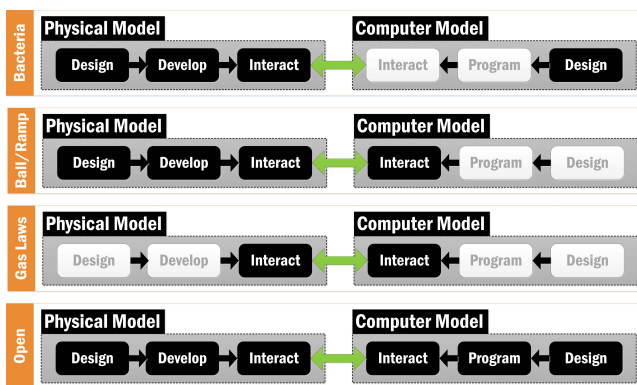 Bacteria
Physical Model
Computer Model
Design Develop Interact Interact Program Design
Ball/Ramp
Physical Model
Computer Model
Design Develop Interact Interact Program Design
Gas Laws
Physical Model
Computer Model
Design Develop Interact Interact Program Design
Open
Physical Model
Computer Model
Design Develop Interact Interact Program Design